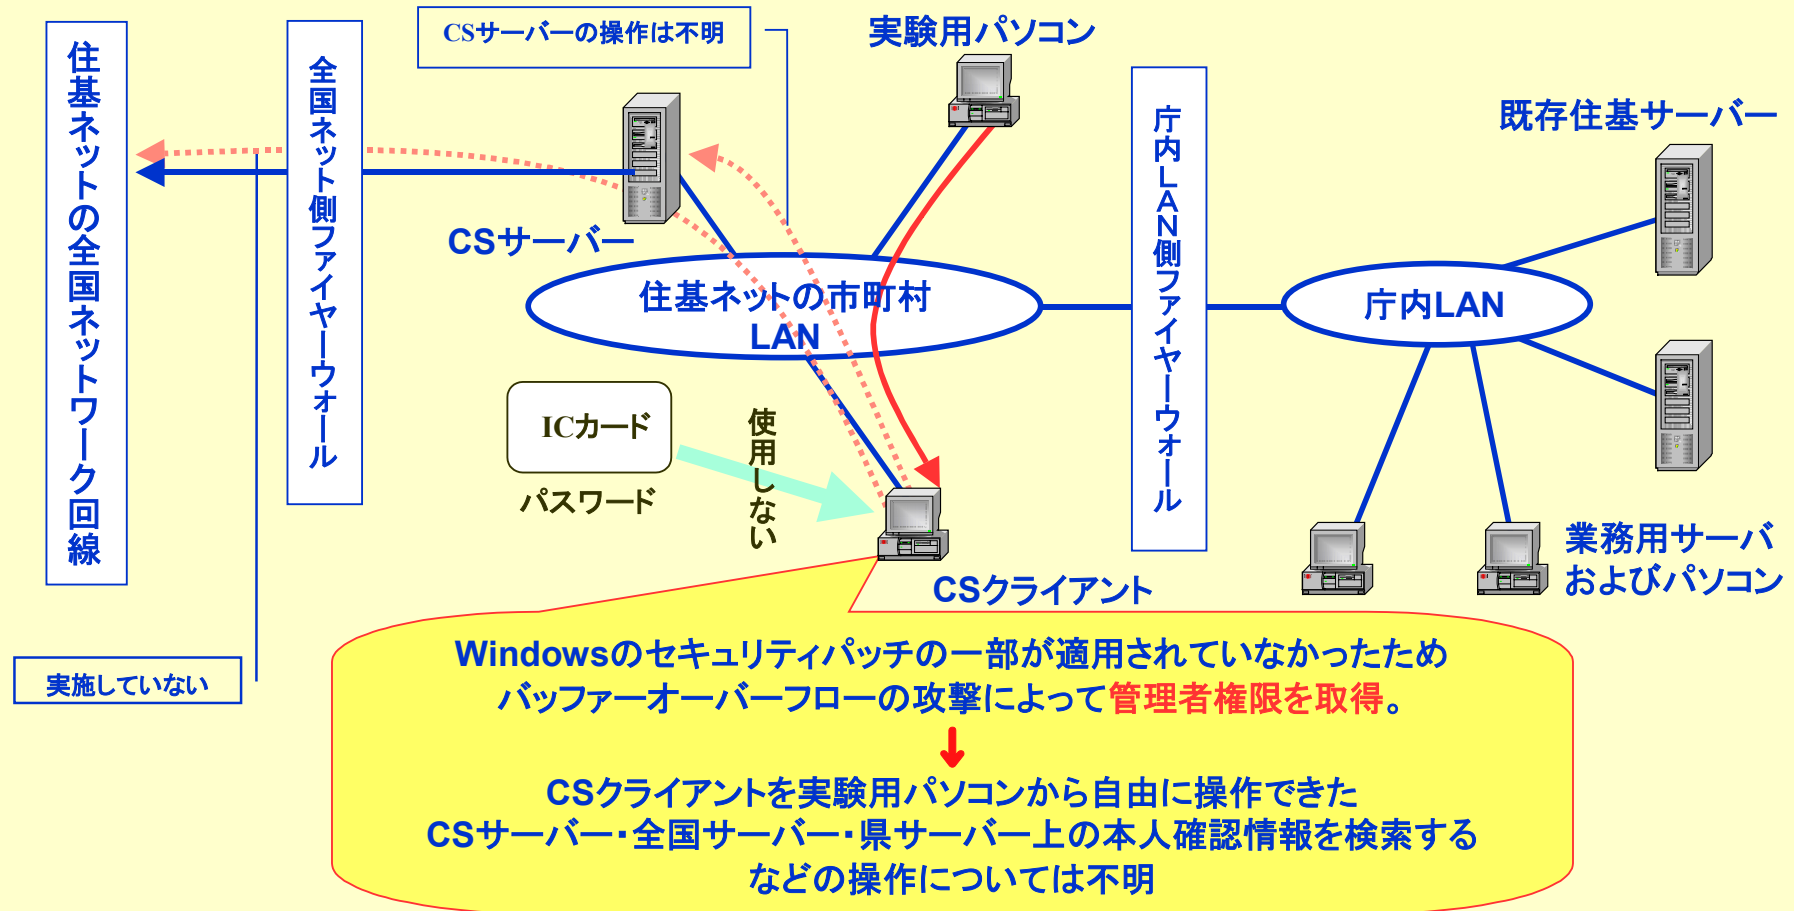 住基ネットの全国ネットワーク回線
全国ネット側ファイヤーウォール
CSサーバーの操作は不明
実験用パソコン
CSサーバー
住基ネットの市町村
LAN
ICカード
パスワード
使用しない
CSクライアント
庁内LAN側ファイヤーウォール
既存住基サーバー
庁内LAN
業務用サーバ
およびパソコン
実施していない
Windowsのセキュリティパッチの一部が適用されていなかったため
バッファーオーバーフローの攻撃によって管理者権限を取得。
↓
CSクライアントを実験用パソコンから自由に操作できた
CSサーバー・全国サーバー・県サーバー上の本人確認情報を検索する
などの操作については不明